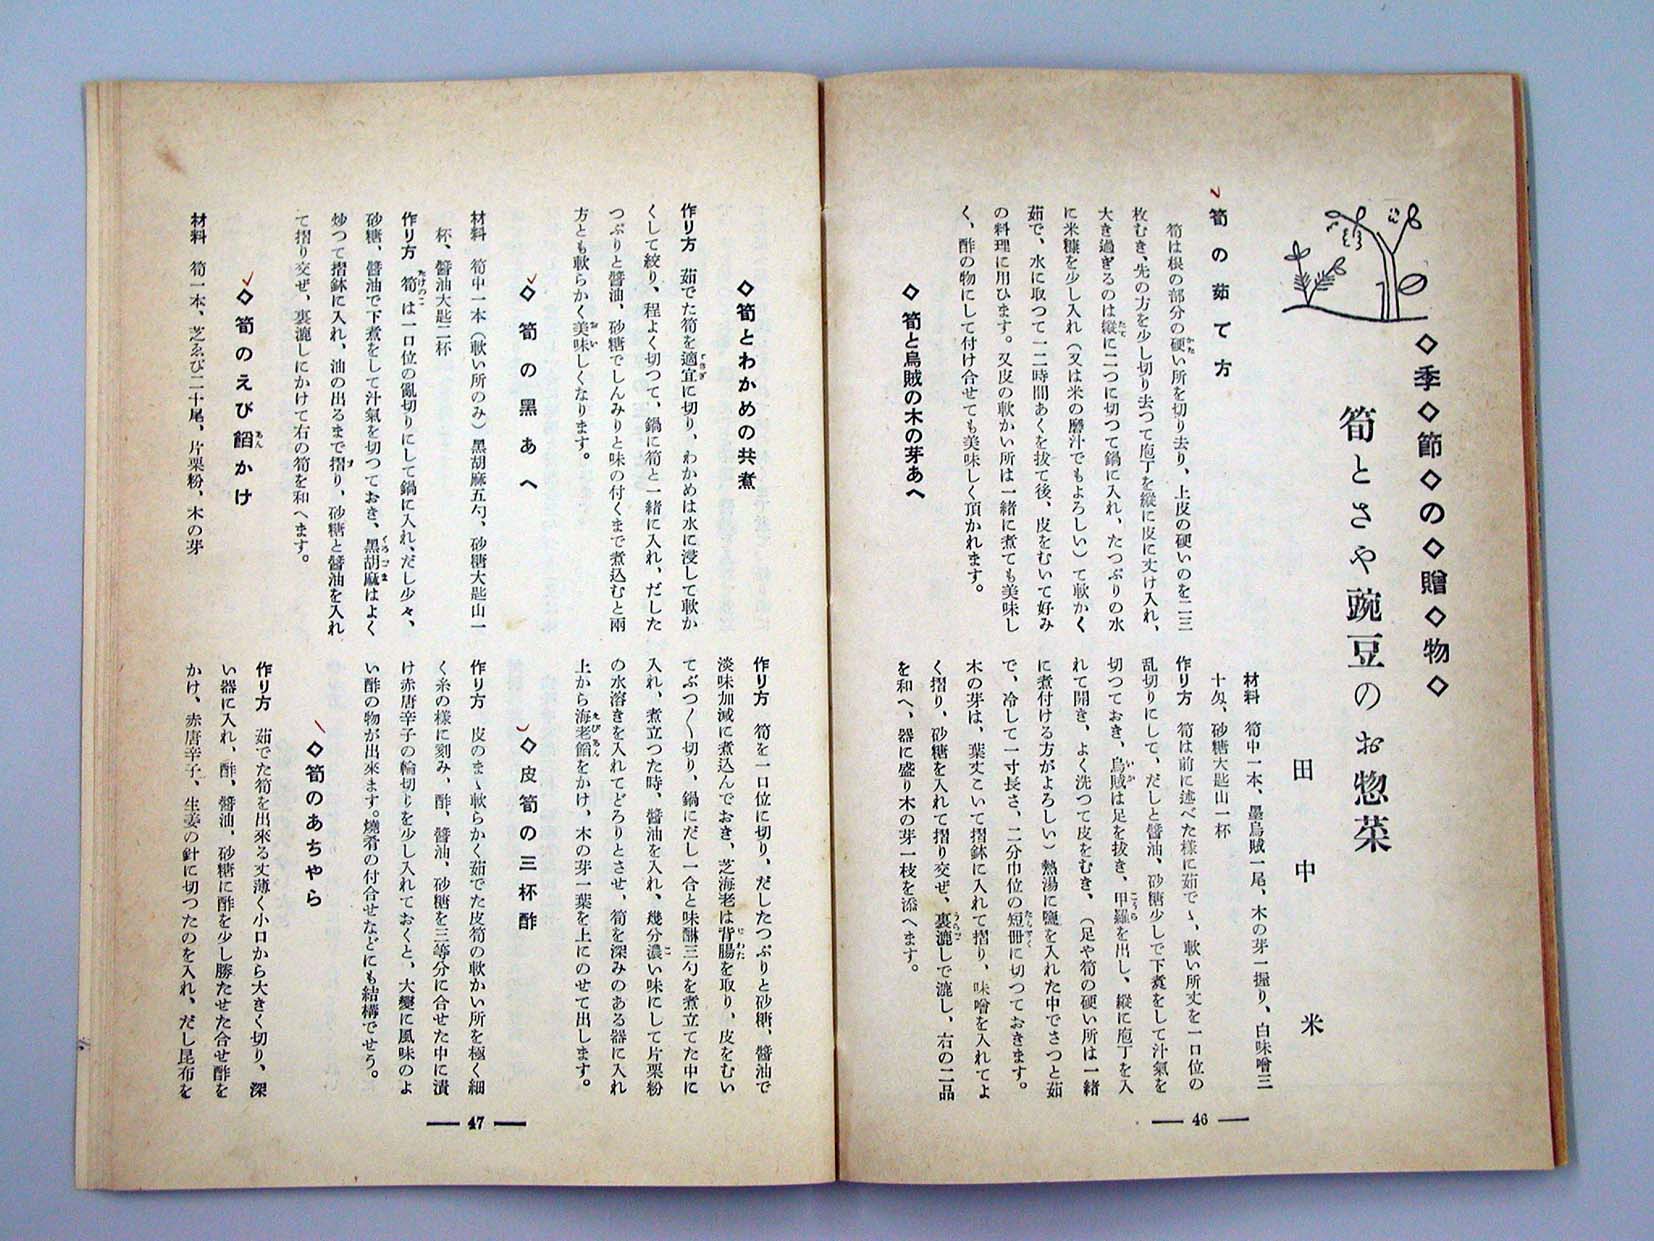 ◇季◇節◇の◇贈◇物◇
筍とさや豌豆のお惣菜
田中米
筍の茹て方
筍は根の部分の硬い所を切り去り、上皮の硬いのを二三
枚むき、先の方を少し切り去つて庖丁を縱に皮に丈け入れ、
大き過ぎるのは縱に二つに切つて鍋に入れ、たつぷりの水
に米糠を少し入れ（又は米の磨汁でもよろしい）て軟かく
茹で、水に取つて一二時間あくを拔て後、皮をむいて好み
の料理に用ひます。又皮の軟かい所は一緒に煮ても美味し
く、酢の物にして付け合せても美味しく頂かれます。
◇筍と烏賊の木の芽あへ
材料　筍中一本、墨烏賊一尾、木の芽一握り、白味噌三
十匁、砂糖大匙山一杯
作り方　筍は前に述べた樣に茹でゝ、軟い所丈を一口位の
乱切りにして、だしと醬油、砂糖少しで下煮をして汁氣を
切つておき、烏賊は足を拔き、甲羅を出し、縱に庖丁を入
れて開き、よく洗つて皮をむき、（足や筍の硬い所は一緒
に煮付ける方がよろしい）熱湯に鹽を入れた中でさつと茹
で、冷して一寸長さ、二分巾位の短册に切つておきます。
木の芽は、葉丈こいて摺鉢に入れて摺り、味噌を入れてよ
く摺り、砂糖を入れて摺り交ぜ、裏漉しで漉し、右の二品
を和へ、器に盛り木の芽一枝を添へます。
46
◇筍とわかめの共煮
作り方　茹でた筍を適宜に切り、わかめは水に浸して軟か
くして絞り、程よく切つて、鍋に筍と一緒に入れ、だした
つぷりと醬油、砂糖でしんみりと味の付くまで煮込むと兩
方とも軟らかく美味しくなります。
◇筍の黑あへ
材料　筍中一本（軟い所のみ）黑胡麻五勺、砂糖大匙山一
杯、醬油大匙二杯
作り方　筍は一口位の亂切りにして鍋に入れ、だし少々、
砂糖、醬油で下煮をして汁氣を切つておき、黑胡麻はよく
炒つて摺鉢に入れ、油の出るまで摺り、砂糖と醬油を入れ
て摺り交ぜ、裏漉しにかけて右の筍を和へます。
◇筍のえび餡かけ
材料　筍一本、芝ゑび二十尾、片栗粉、木の芽
作り方　筍を一口位に切り、だしたつぷりと砂糖、醬油で
淡味加減に煮込んでおき、芝海老は背腸を取り、皮をむい
てぶつ〱切り、鍋にだし一合と味醂三勺を煮立てた中に
入れ、煮立つた時、醬油を入れ、幾分濃い味にして片栗粉
の水溶きを入れてどろりとさせ、筍を深みのある器に入れ
上から海老餡をかけ、木の芽一葉を上にのせて出します。
◇皮筍の三杯酢
作り方　皮のまゝ軟らかく茹でた皮筍の軟かい所を極く細
く糸の樣に刻み、酢、醬油、砂糖を三等分に合せた中に漬
け赤唐辛子の輪切りを少し入れておくと、大變に風味のよ
い酢の物が出來ます。燒肴の付合せなどにも結構でせう。
◇筍のあちやら
作り方　茹でた筍を出來る丈薄く小口から大きく切り、深
い器に入れ、酢、醬油、砂糖に酢を少し勝たせた合せ酢を
かけ、赤唐辛子、生姜の針に切つたのを入れ、だし昆布を
47